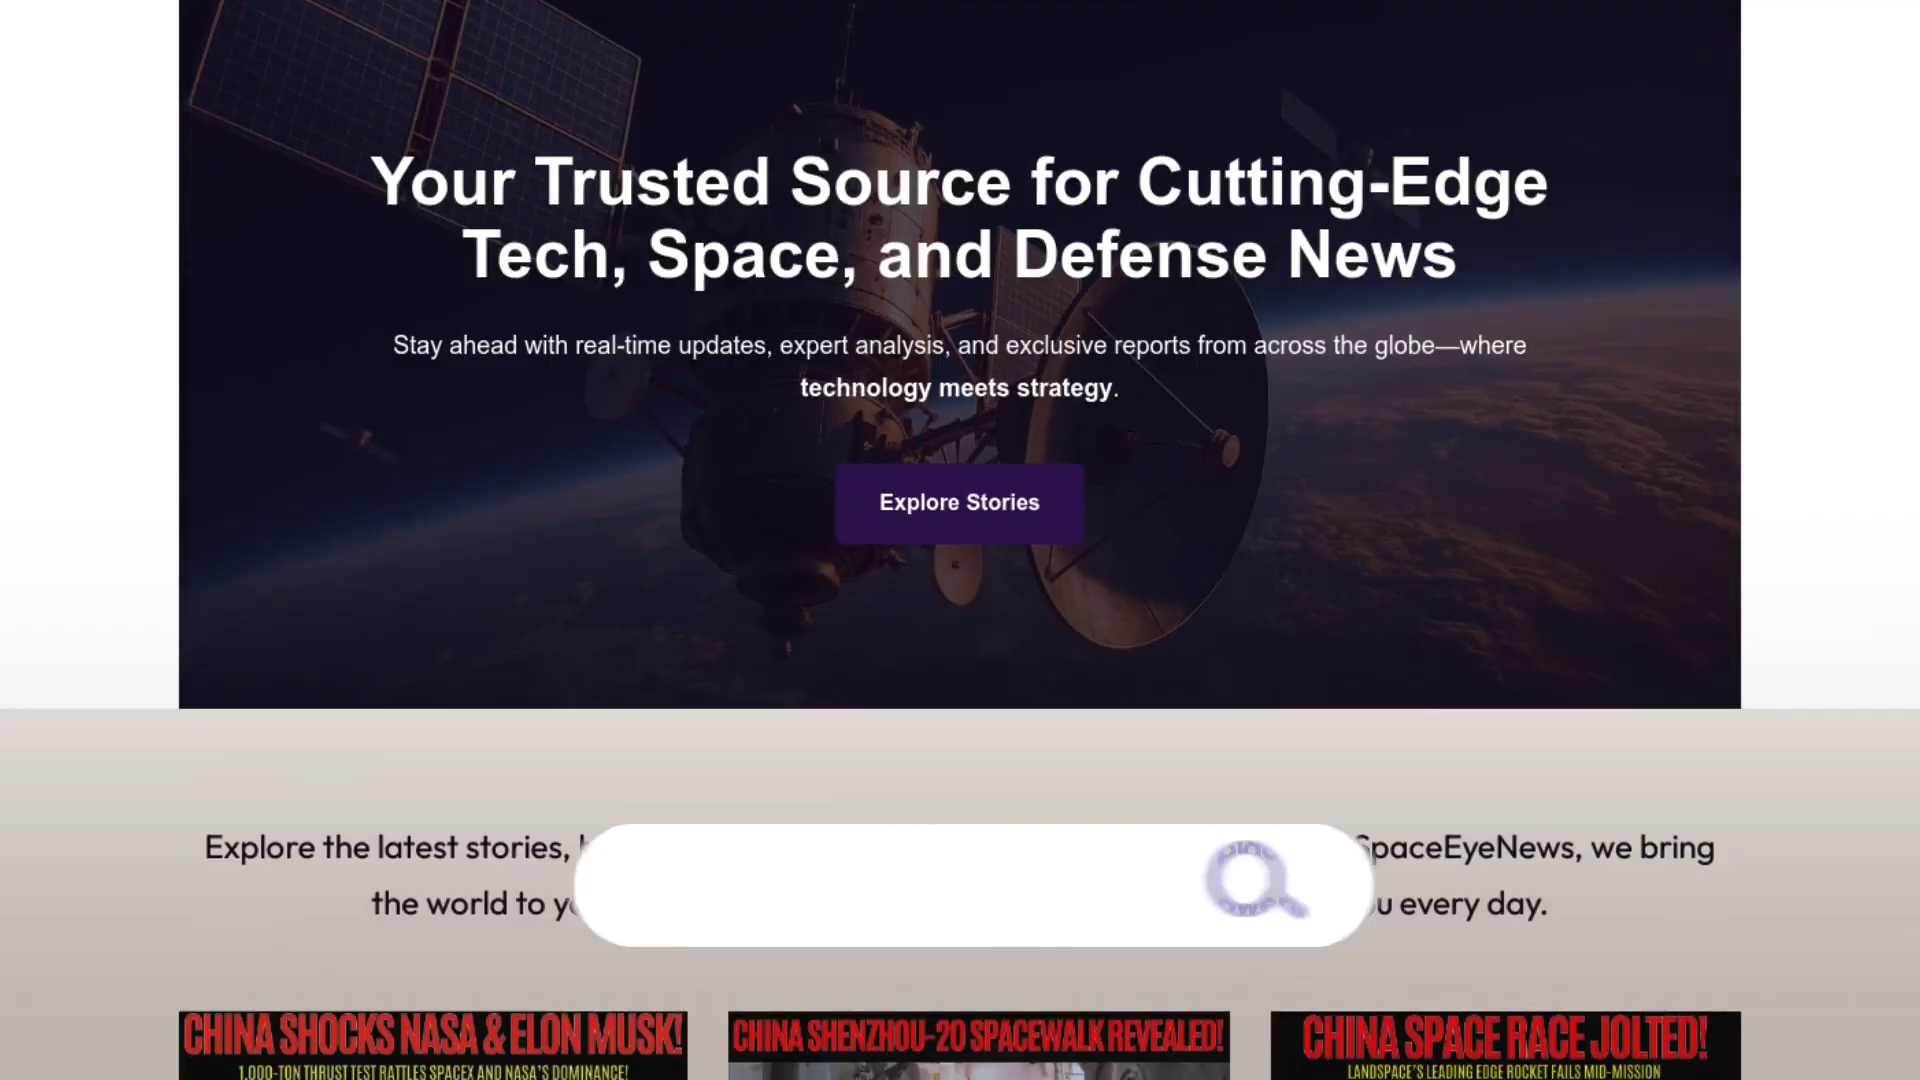 Your Trusted Source for Cutting-Edge
Tech, Space, and Defense News
Stay ahead with real-time updates, expert analysis, and exclusive reports from across the globe—where
technology meets strategy.
Explore Stories
Explore the latest stories, SpaceEyeNews, we bring
the world to every day.
CHINA SHOCKS NASA & ELON MUSK!
1,000-TON THRUST TEST RATTLES SPACEX AND NASA'S DOMINANCE!
CHINA SHENZHOU-20 SPACEWALK REVEALED!
CHINA SPACE RACE JOLTED!
LANDSPACE'S LEADING EDGE ROCKET FAILS MID-MISSION